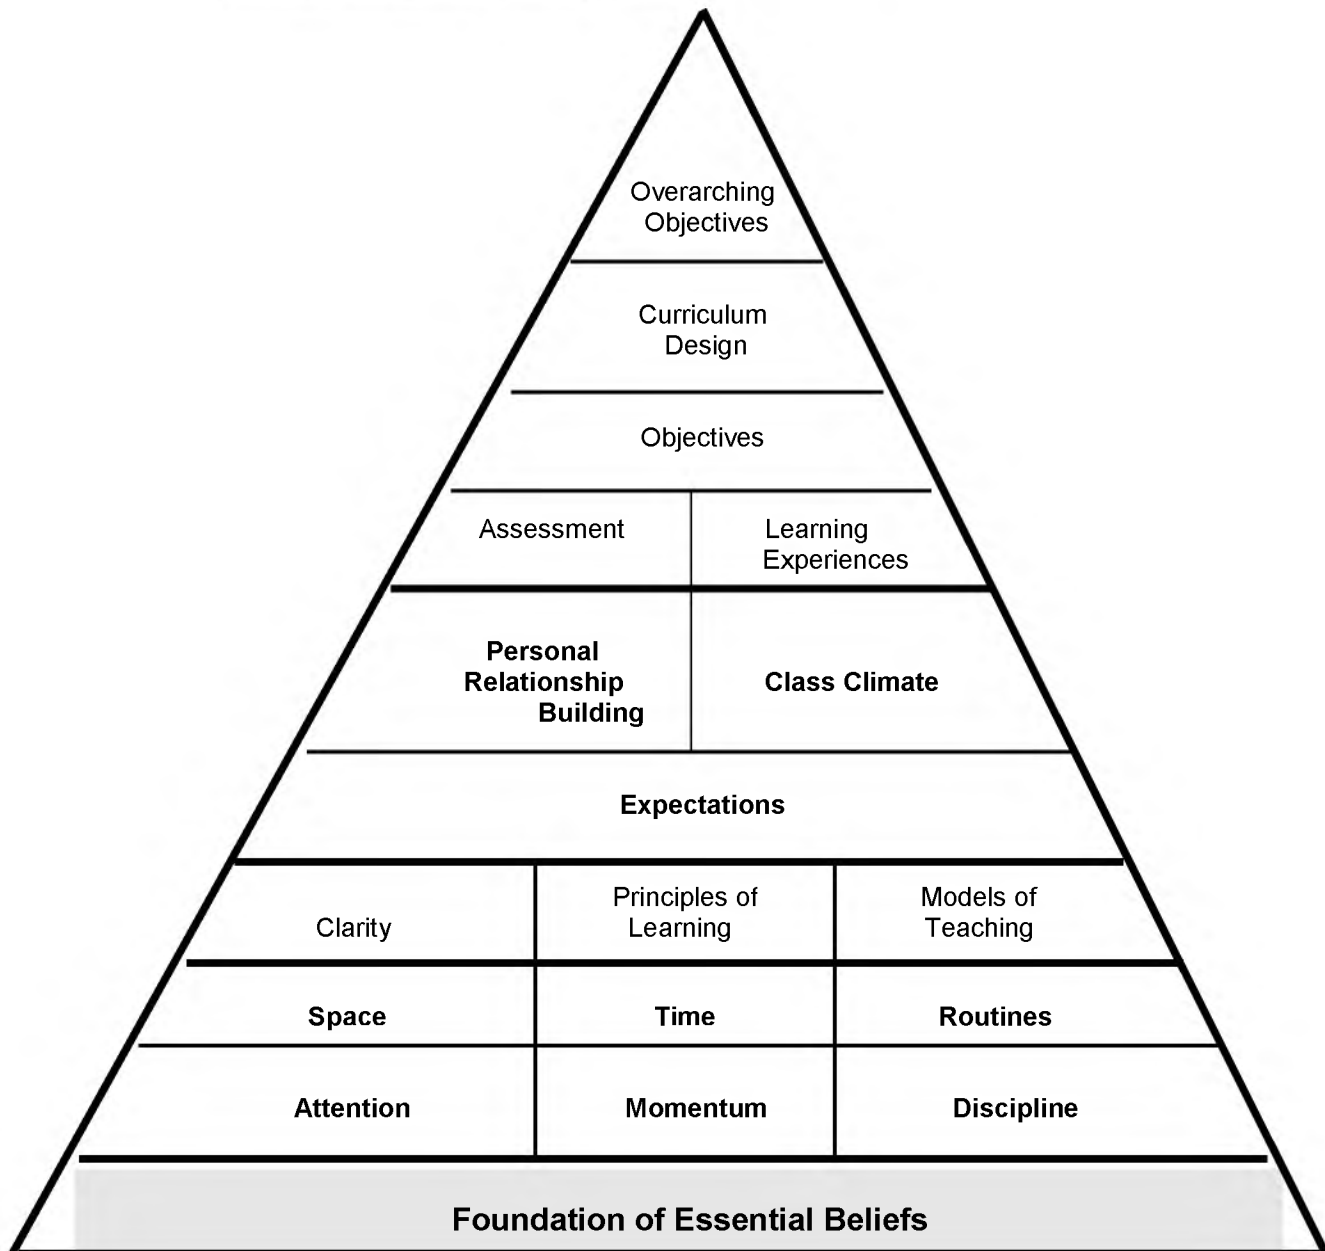 Overarching
Objectives
Curriculum
Design
Objectives
Assessment
Learning
Experiences
Personal
Relationship
Building
Class Climate
Expectations
Clarity
Principles of
Learning
Models of
Teaching
Space
Time
Routines
Attention
Momentum
Discipline
Foundation of Essential Beliefs